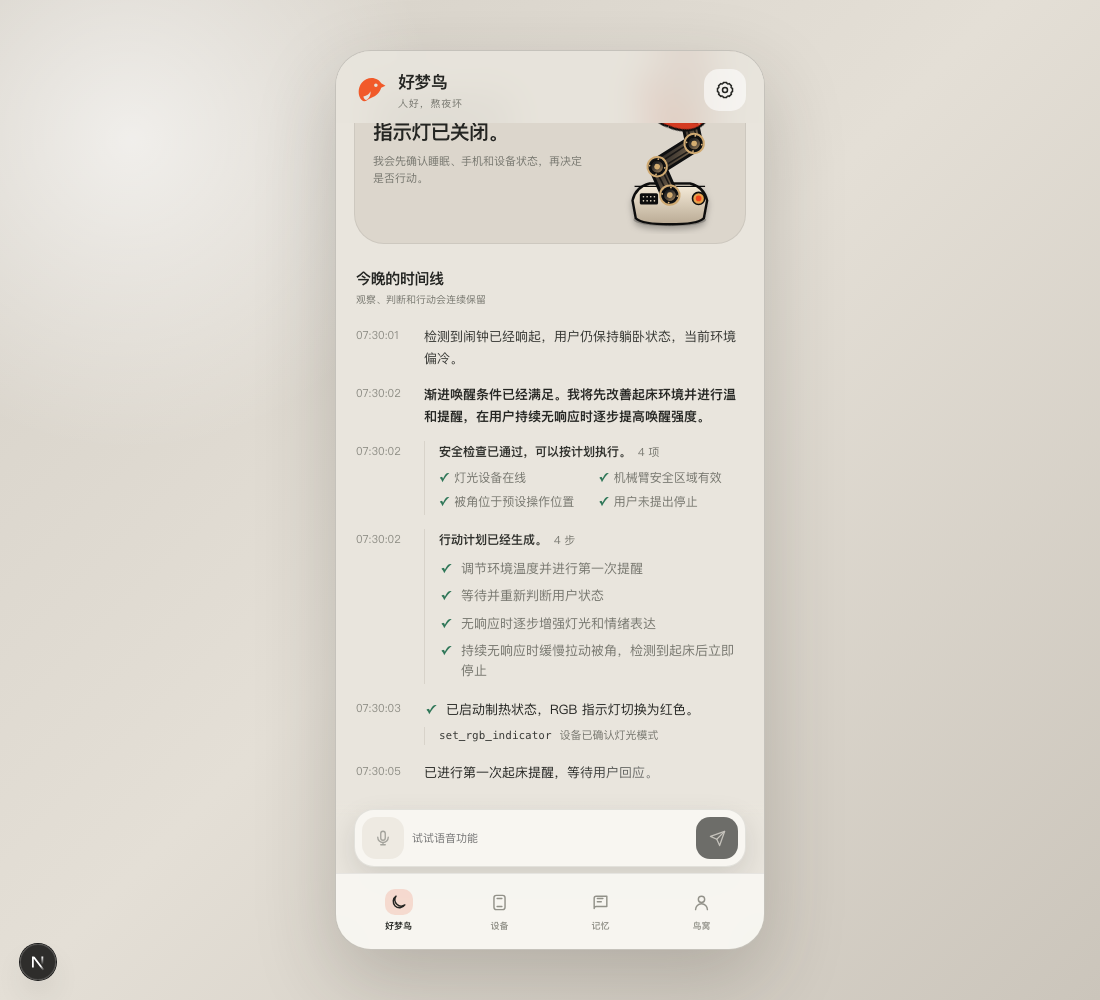 好梦鸟
人好，熬夜坏
指示灯已关闭。
我会先确认睡眠、手机和设备状态，再决定
是否行动。
今晚的时间线
观察、判断和行动会连续保留
07:30:01 检测到闹钟已经响起，用户仍保持躺卧状态，当前环境
偏冷。
07:30:02 渐进唤醒条件已经满足。我将先改善起床环境并进行温
和提醒，在用户持续无响应时逐步提高唤醒强度。
07:30:02 安全检查已通过，可以按计划执行。 4 项
✓ 灯光设备在线 ✓ 机械臂安全区域有效
✓ 被角位于预设操作位置 ✓ 用户未提出停止
07:30:02 行动计划已经生成。 4 步
✓ 调节环境温度并进行第一次提醒
✓ 等待并重新判断用户状态
✓ 无响应时逐步增强灯光和情绪表达
✓ 持续无响应时缓慢拉动被角，检测到起床后立即
停止
07:30:03 ✓ 已启动制热状态，RGB 指示灯切换为红色。
set_rgb_indicator 设备已确认灯光模式
07:30:05 已进行第一次起床提醒，等待用户回应。
试试语音功能
好梦鸟 设备 记忆 鸟窝
N